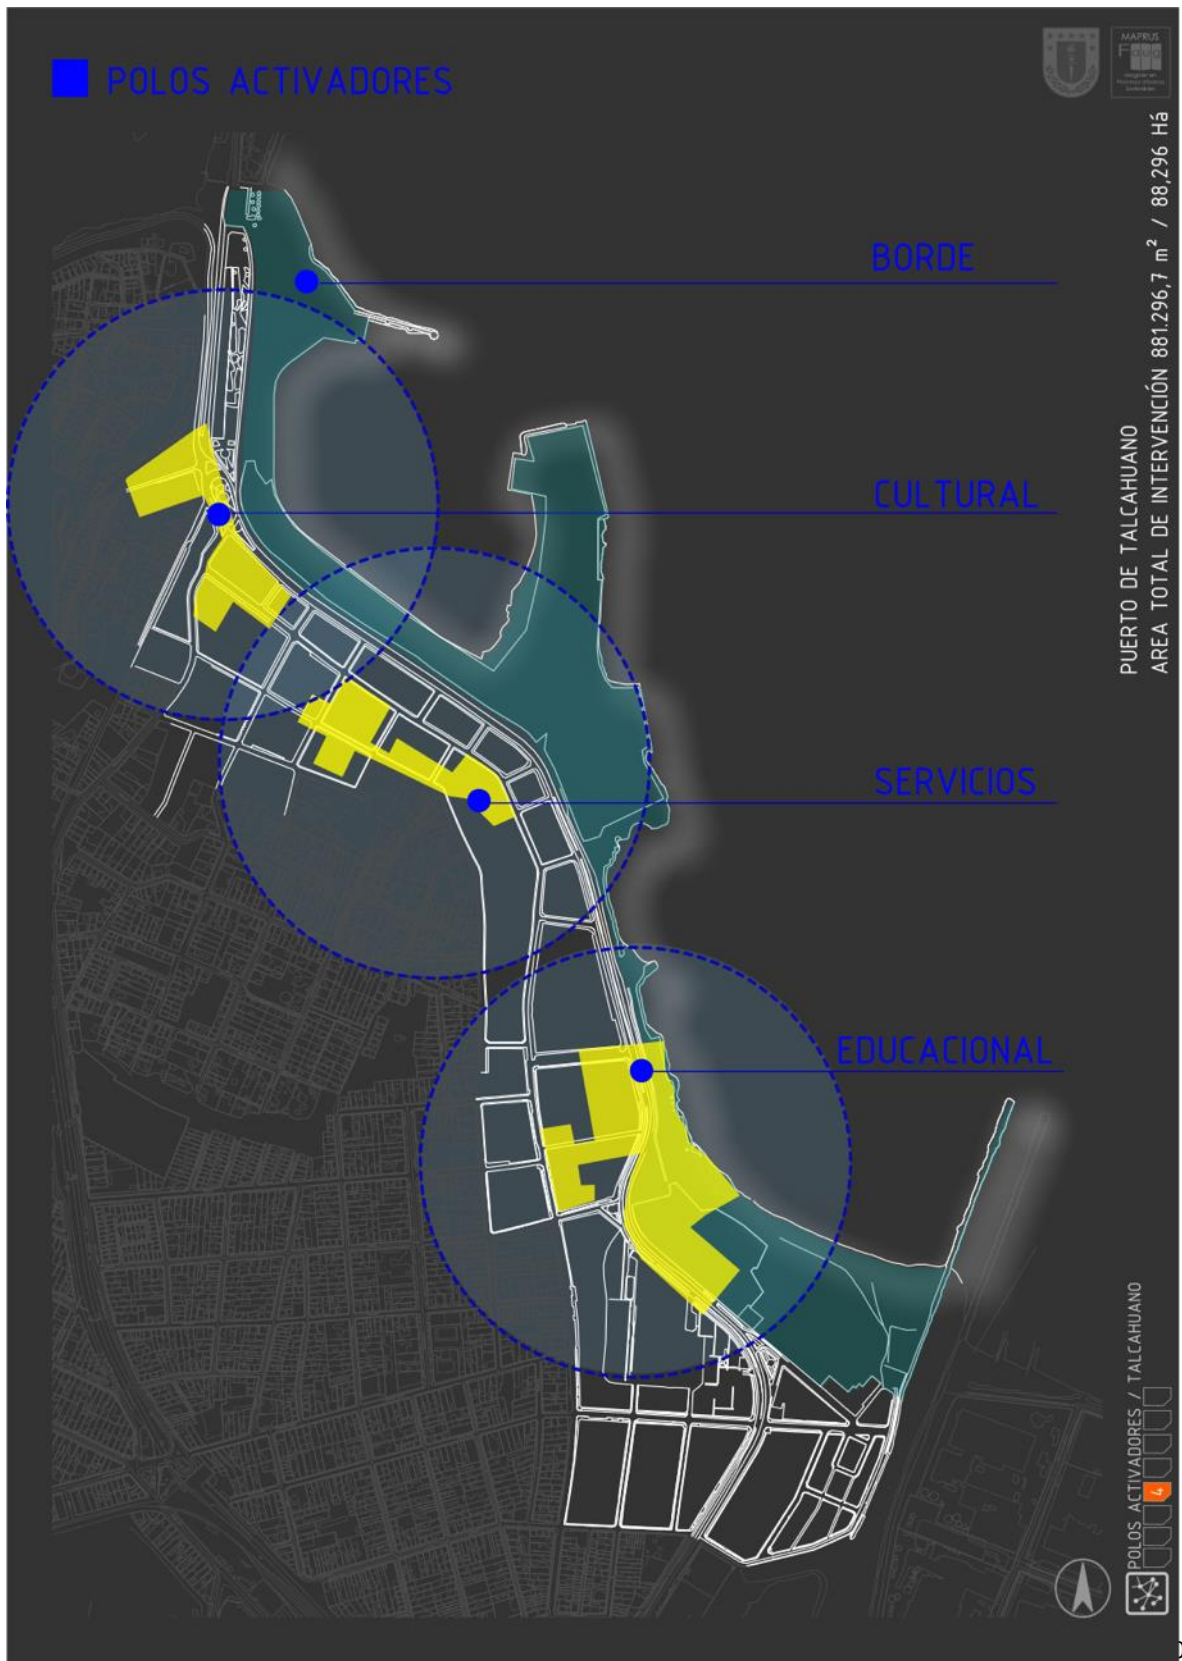 POLOS ACTIVADORES
MAPRUS
BORDE
CULTURAL
SERVICIOS
EDUCACIONAL
PUERTO DE TALCAHUANO
AREA TOTAL DE INTERVENCIÓN 881.296,7 m² / 88,296 Há
POLOS ACTIVADORES / TALCAHUANO
4